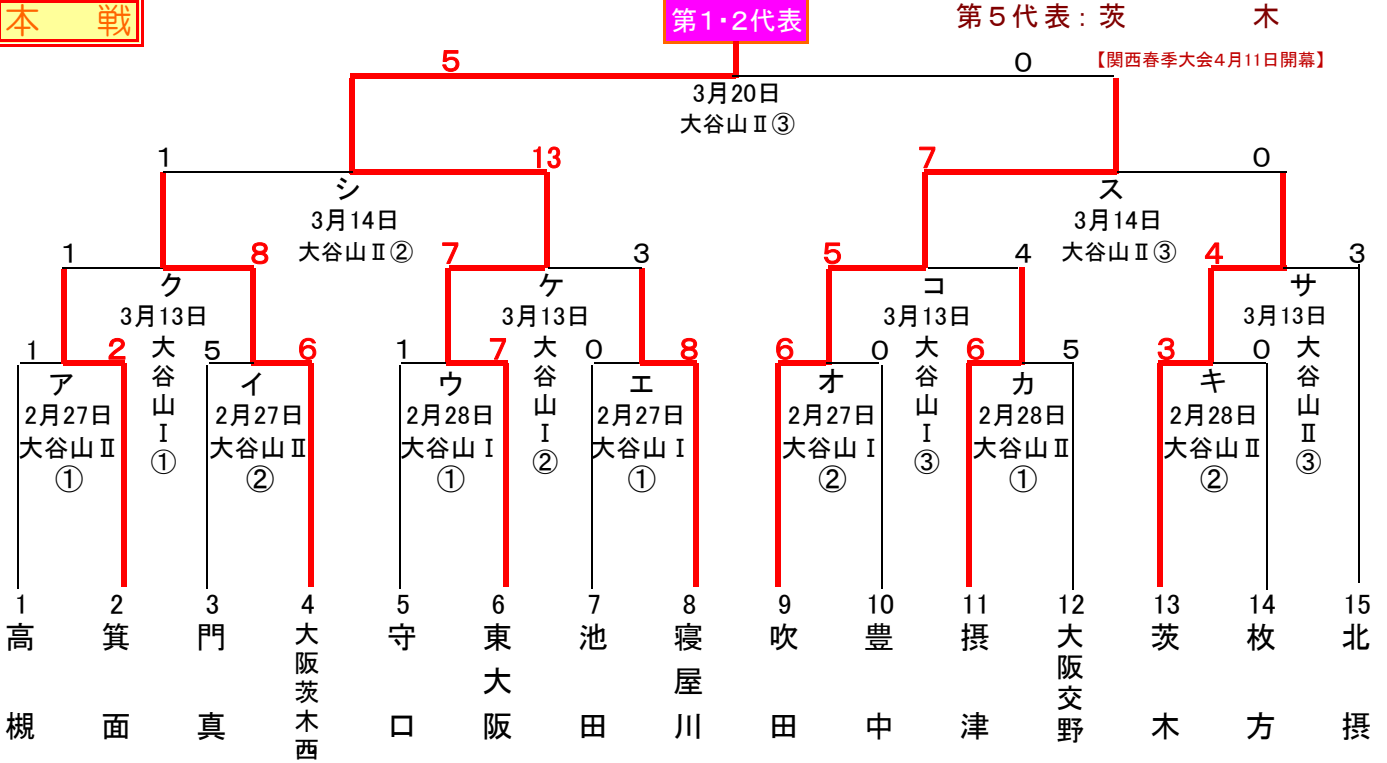 本 戦
第1・2代表
第5代表：茨 木
【関西春季大会4月11日開幕】
5
0
3月20日
大谷山Ⅱ③
1
13
7
0
シ
3月14日
大谷山Ⅱ②
ス
3月14日
大谷山Ⅱ③
1
8
7
3
5
4
4
3
ク
3月13日
大谷山Ⅰ①
ケ
3月13日
大谷山Ⅰ②
コ
3月13日
大谷山Ⅰ③
サ
3月13日
大谷山Ⅱ③
1
2
5
6
1
7
0
8
6
0
6
5
3
0
ア
2月27日
大谷山Ⅱ
①
イ
2月27日
大谷山Ⅱ
②
ウ
2月28日
大谷山Ⅰ
①
エ
2月27日
大谷山Ⅰ
①
オ
2月27日
大谷山Ⅰ
②
カ
2月28日
大谷山Ⅱ
①
キ
2月28日
大谷山Ⅱ
②
1
高槻
2
箕面
3
門真
4
大阪茨木西
5
守口
6
東大阪
7
池田
8
寝屋川
9
吹田
10
豊中
11
摂津
12
大阪交野
13
茨木
14
枚方
15
北摂